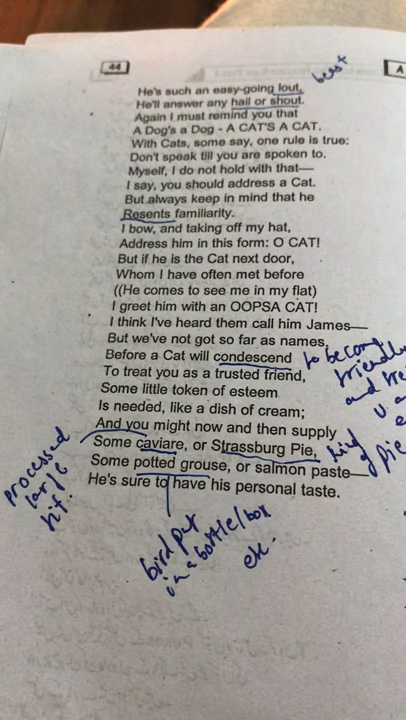 44
A
He's such an easy-going lout,
He'll answer any hail or shout.
Again I must remind you that
A Dog's a Dog - A CAT'S A CAT.
With Cats, some say, one rule is true:
Don't speak till you are spoken to.
Myself, I do not hold with that—
I say, you should address a Cat.
But always keep in mind that he
Resents familiarity.
I bow, and taking off my hat,
Address him in this form: O CAT!
But if he is the Cat next door,
Whom I have often met before
((He comes to see me in my flat)
I greet him with an OOPSA CAT!
I think I've heard them call him James—
But we've not got so far as names,
Before a Cat will condescend
to become
To treat you as a trusted friend,
friendly
Some little token of esteem
and
Is needed, like a dish of cream;
And you might now and then supply
Some caviare, or Strassburg Pie,
kind
of
pie
Some potted grouse, or salmon paste—
He's sure to have his personal taste.
processed
bird put
in a bottle/box
etc.